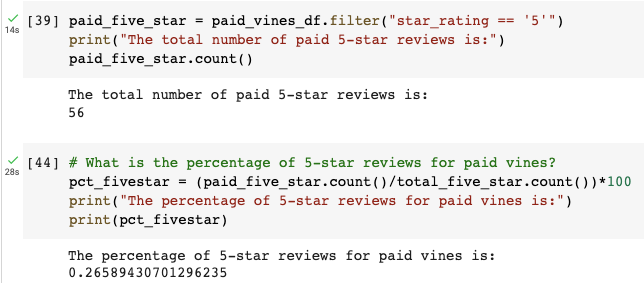 [39] paid_five_star = paid_vines_df.filter("star_rating == '5'")
14s
print("The total number of paid 5-star reviews is:")
paid_five_star.count()
The total number of paid 5-star reviews is:
56
[44] # What is the percentage of 5-star reviews for paid vines?
28s
pct_fivestar = (paid_five_star.count()/total_five_star.count())*100
print("The percentage of 5-star reviews for paid vines is:")
print(pct_fivestar)
The percentage of 5-star reviews for paid vines is:
0.26589430701296235